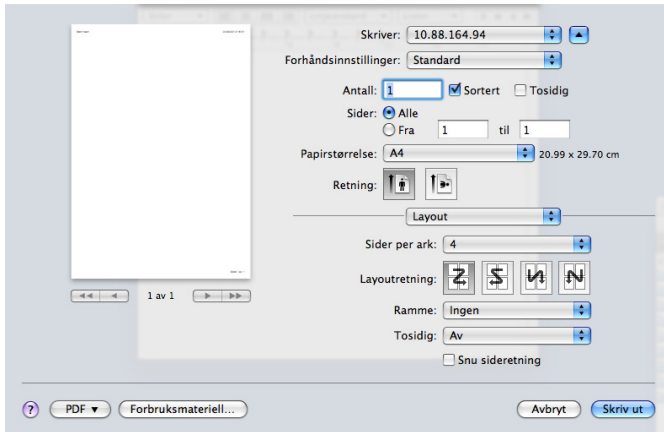 Skriver: 10.88.164.94
Forhåndsinnstillinger: Standard
Antall: 1 Sortert Tosidig
Sider: Alle
Fra 1 til 1
Papirstørrelse: A4 20.99 x 29.70 cm
Retning:
Layout
Sider per ark: 4
Layoutretning:
1 av 1
Ramme: Ingen
Tosidig: Av
Snu sideretning
? PDF Forbruksmateriell... Avbryt Skriv ut